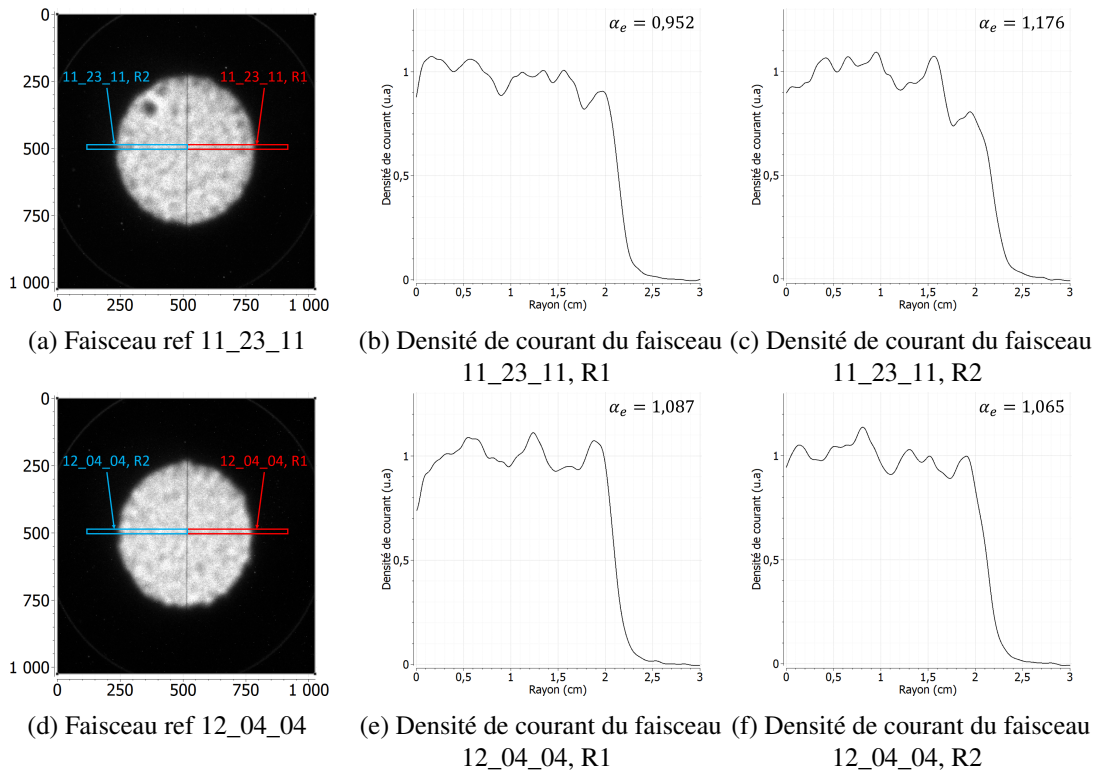 0
250
500
750
1 000
0
250
500
750
1 000
11_23_11, R2
11_23_11, R1
(a) Faisceau ref 11_23_11
αe = 0,952
Densité de courant (u.a)
1
0,5
0
0
0,5
1
1,5
2
2,5
3
Rayon (cm)
(b) Densité de courant du faisceau
11_23_11, R1
αe = 1,176
Densité de courant (u.a)
1
0,5
0
0
0,5
1
1,5
2
2,5
3
Rayon (cm)
(c) Densité de courant du faisceau
11_23_11, R2
0
250
500
750
1 000
0
250
500
750
1 000
12_04_04, R2
12_04_04, R1
(d) Faisceau ref 12_04_04
αe = 1,087
Densité de courant (u.a)
1
0,5
0
0
0,5
1
1,5
2
2,5
3
Rayon (cm)
(e) Densité de courant du faisceau
12_04_04, R1
αe = 1,065
Densité de courant (u.a)
1
0,5
0
0
0,5
1
1,5
2
2,5
3
Rayon (cm)
(f) Densité de courant du faisceau
12_04_04, R2